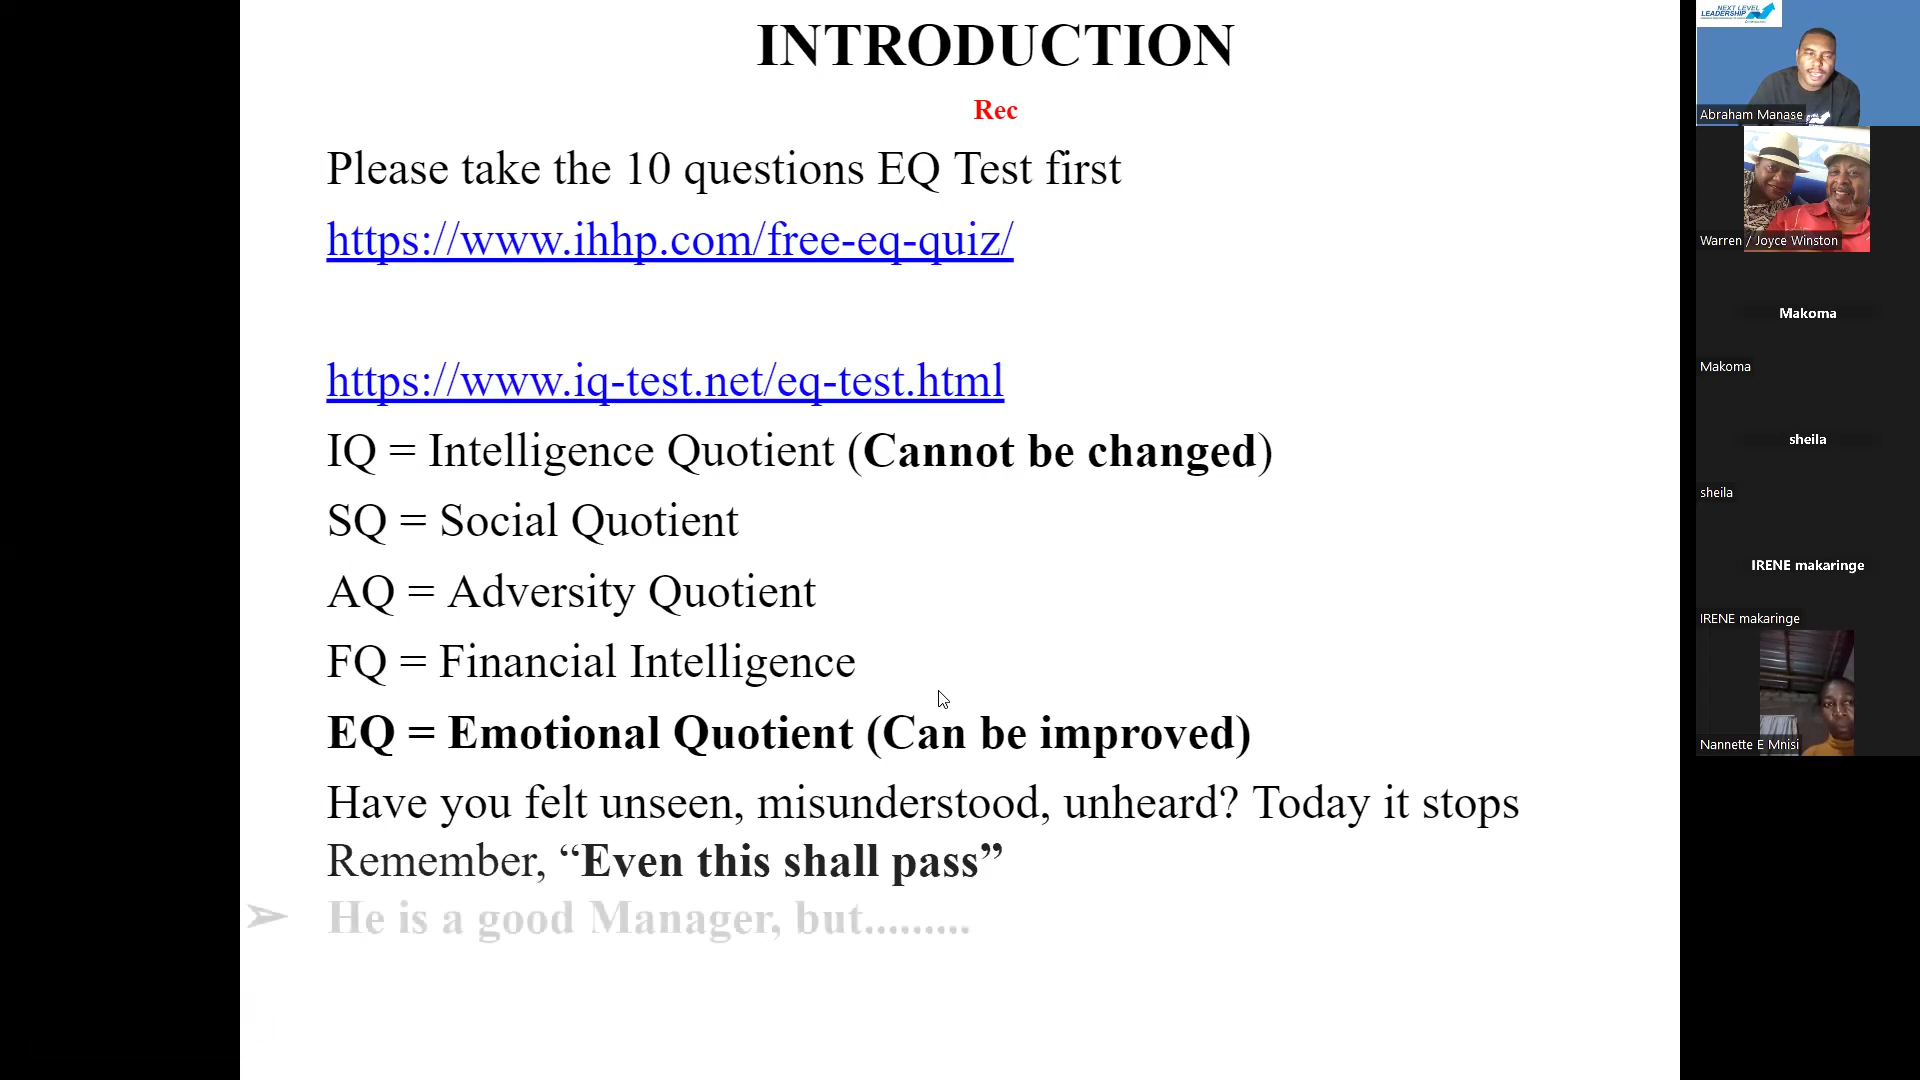 INTRODUCTION
Rec
Please take the 10 questions EQ Test first
https://www.ihhp.com/free-eq-quiz/
https://www.iq-test.net/eq-test.html
IQ = Intelligence Quotient (Cannot be changed)
SQ = Social Quotient
AQ = Adversity Quotient
FQ = Financial Intelligence
EQ = Emotional Quotient (Can be improved)
Have you felt unseen, misunderstood, unheard? Today it stops
Remember, “Even this shall pass”
➢ He is a good Manager, but.........
NEXT LEVEL
LEADERSHIP
Abraham Manase
Warren / Joyce Winston
Makoma
Makoma
sheila
sheila
IRENE makaringe
IRENE makaringe
Nannette E Mnisi